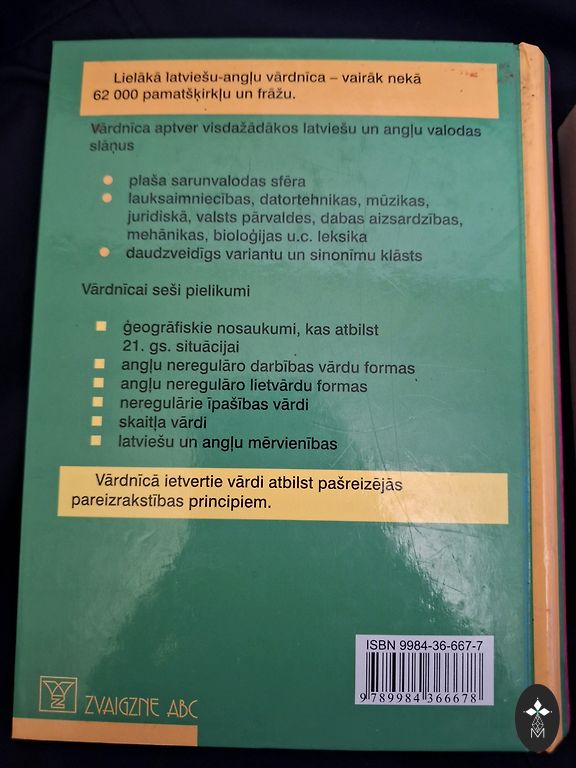 Lielākā latviešu-angļu vārdnīca – vairāk nekā
62 000 pamatšķirkļu un frāžu.
Vārdnīca aptver visdažādākos latviešu un angļu valodas
slāņus
plaša sarunvalodas sfēra
lauksaimniecības, datortehnikas, mūzikas,
juridiskā, valsts pārvaldes, dabas aizsardzības,
mehānikas, bioloģijas u.c. leksika
daudzveidīgs variantu un sinonīmu klāsts
Vārdnīcai seši pielikumi
ģeogrāfiskie nosaukumi, kas atbilst
21. gs. situācijai
angļu neregulāro darbības vārdu formas
angļu neregulāro lietvārdu formas
neregulārie īpašības vārdi
skaitļa vārdi
latviešu un angļu mērvienības
Vārdnīcā ietvertie vārdi atbilst pašreizējās
pareizrakstības principiem.
ISBN 9984-36-667-7
9 789984 366678
ZVAIGZNE ABC